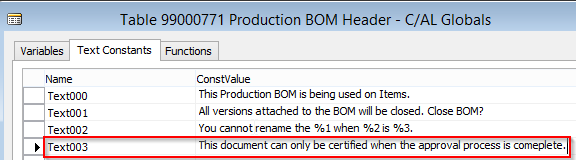 Table 99000771 Production BOM Header - C/AL Globals
Variables Text Constants Functions
Name ConstValue
Text000 This Production BOM is being used on Items.
Text001 All versions attached to the BOM will be closed. Close BOM?
Text002 You cannot rename the %1 when %2 is %3.
Text003 This document can only be certified when the approval process is comeplete.